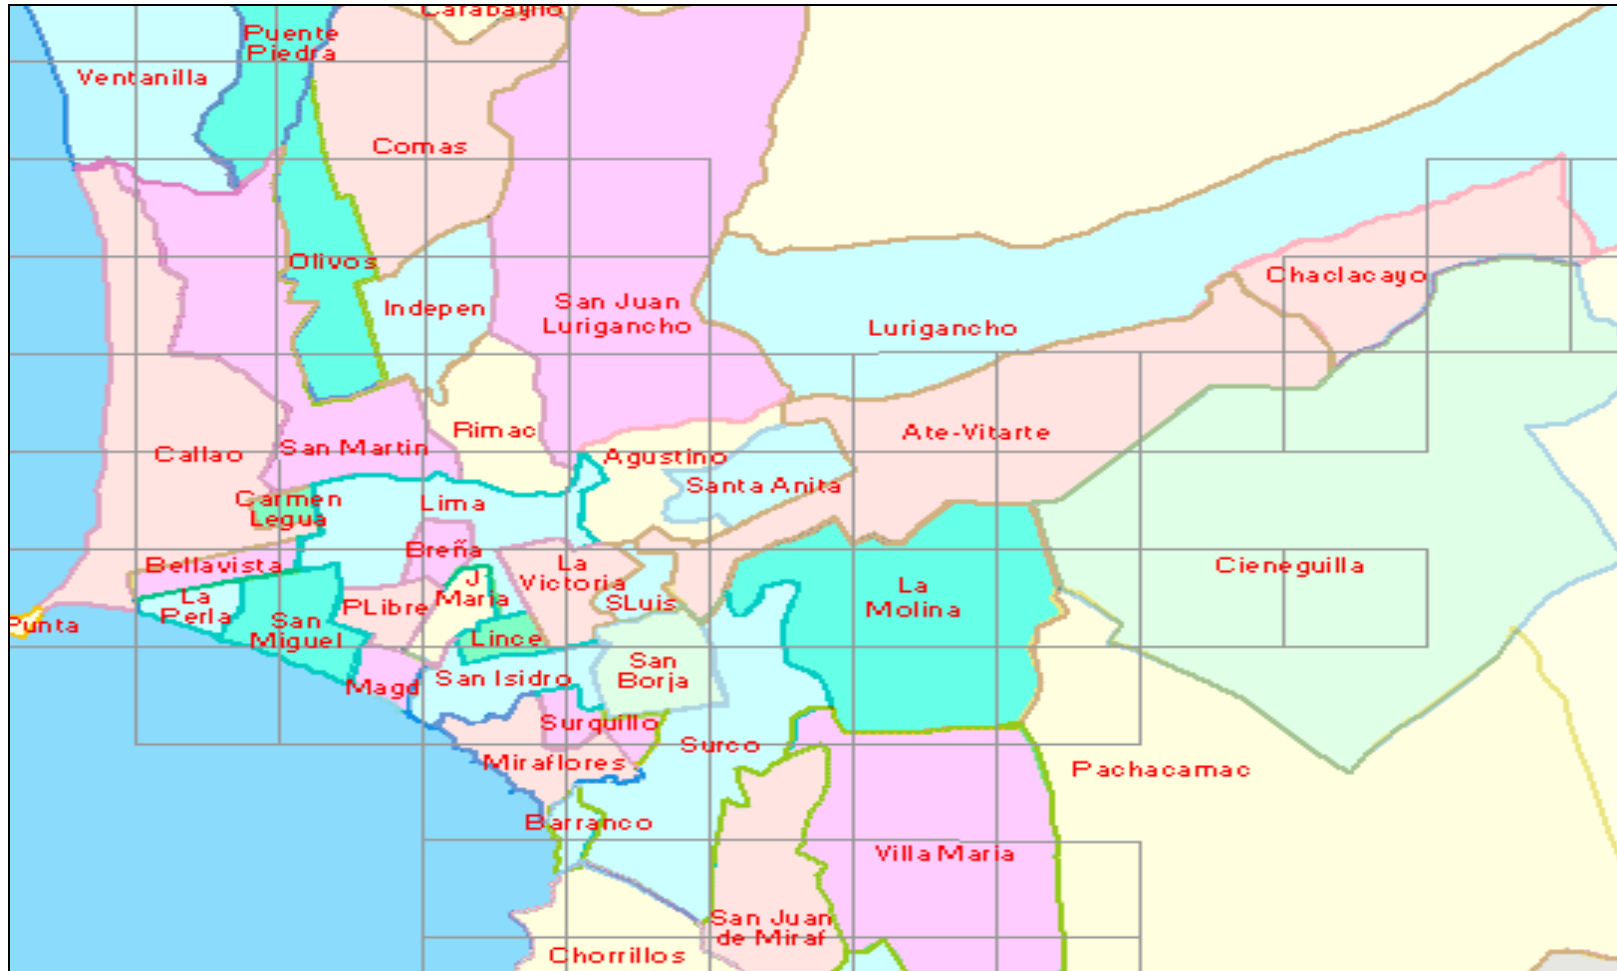 Carabayllo
Puente
Piedra
Ventanilla
Comas
Olivos
Chaclacayo
Indepen
San Juan
Lurigancho
Lurigancho
Rimac
Ate-Vitarte
San Martin
Callao
Agustino
Santa Anita
Carmen
Legua
Lima
Breña
Bellavista
La
Victoria
Cieneguilla
J
Maria
La
Perla
PLibre
SLuis
La
Molina
Punta
San
Miguel
Lince
San
Borja
San Isidro
Magd
Surquillo
Surco
Miraflores
Pachacamac
Barranco
Villa Maria
San Juan
de Miraf
Chorrillos